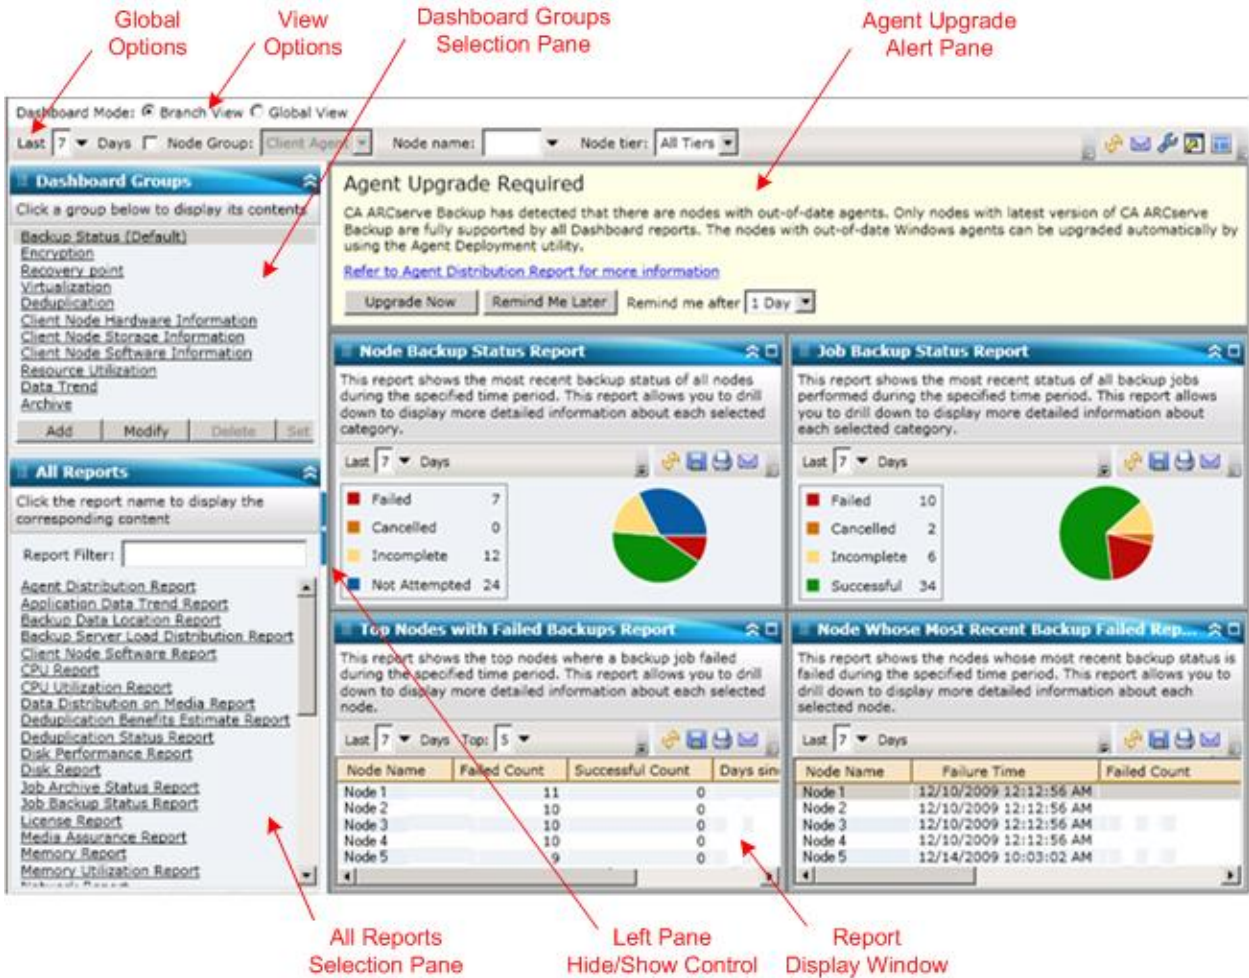 Global
Options
View
Options
Dashboard Groups
Selection Pane
Agent Upgrade
Alert Pane
Dashboard Mode: Branch View Global View
Last 7 Days Node Group: Client Agent Node name: Node tier: All Tiers
Dashboard Groups
Click a group below to display its contents
Backup Status (Default)
Encryption
Recovery point
Virtualization
Deduplication
Client Node Hardware Information
Client Node Storage Information
Client Node Software Information
Resource Utilization
Data Trend
Archive
Add Modify Delete Set
All Reports
Click the report name to display the
corresponding content
Report Filter:
Agent Distribution Report
Application Data Trend Report
Backup Data Location Report
Backup Server Load Distribution Report
Client Node Software Report
CPU Report
CPU Utilization Report
Data Distribution on Media Report
Deduplication Benefits Estimate Report
Deduplication Status Report
Disk Performance Report
Disk Report
Job Archive Status Report
Job Backup Status Report
License Report
Media Assurance Report
Memory Report
Memory Utilization Report
Agent Upgrade Required
CA ARCserve Backup has detected that there are nodes with out-of-date agents. Only nodes with latest version of CA ARCserve
Backup are fully supported by all Dashboard reports. The nodes with out-of-date Windows agents can be upgraded automatically by
using the Agent Deployment utility.
Refer to Agent Distribution Report for more information
Upgrade Now Remind Me Later Remind me after 1 Day
Node Backup Status Report
This report shows the most recent backup status of all nodes
during the specified time period. This report allows you to drill
down to display more detailed information about each selected
category.
Last 7 Days
Failed 7
Cancelled 0
Incomplete 12
Not Attempted 24
Job Backup Status Report
This report shows the most recent status of all backup jobs
performed during the specified time period. This report allows
you to drill down to display more detailed information about
each selected category.
Last 7 Days
Failed 10
Cancelled 2
Incomplete 6
Successful 34
Top Nodes with Failed Backups Report
This report shows the top nodes where a backup job failed
during the specified time period. This report allows you to drill
down to display more detailed information about each selected
node.
Last 7 Days Top: 5
Node Name Failed Count Successful Count Days sin
Node 1 11 0
Node 2 10 0
Node 3 10 0
Node 4 10 0
Node 5 9 0
Node Whose Most Recent Backup Failed Rep...
This report shows the nodes whose most recent backup status is
failed during the specified time period. This report allows you to
drill down to display more detailed information about each
selected node.
Last 7 Days
Node Name Failure Time Failed Count
Node 1 12/10/2009 12:12:56 AM
Node 2 12/10/2009 12:12:56 AM
Node 3 12/10/2009 12:12:56 AM
Node 4 12/10/2009 12:12:56 AM
Node 5 12/14/2009 10:03:02 AM
All Reports
Selection Pane
Left Pane
Hide/Show Control
Report
Display Window